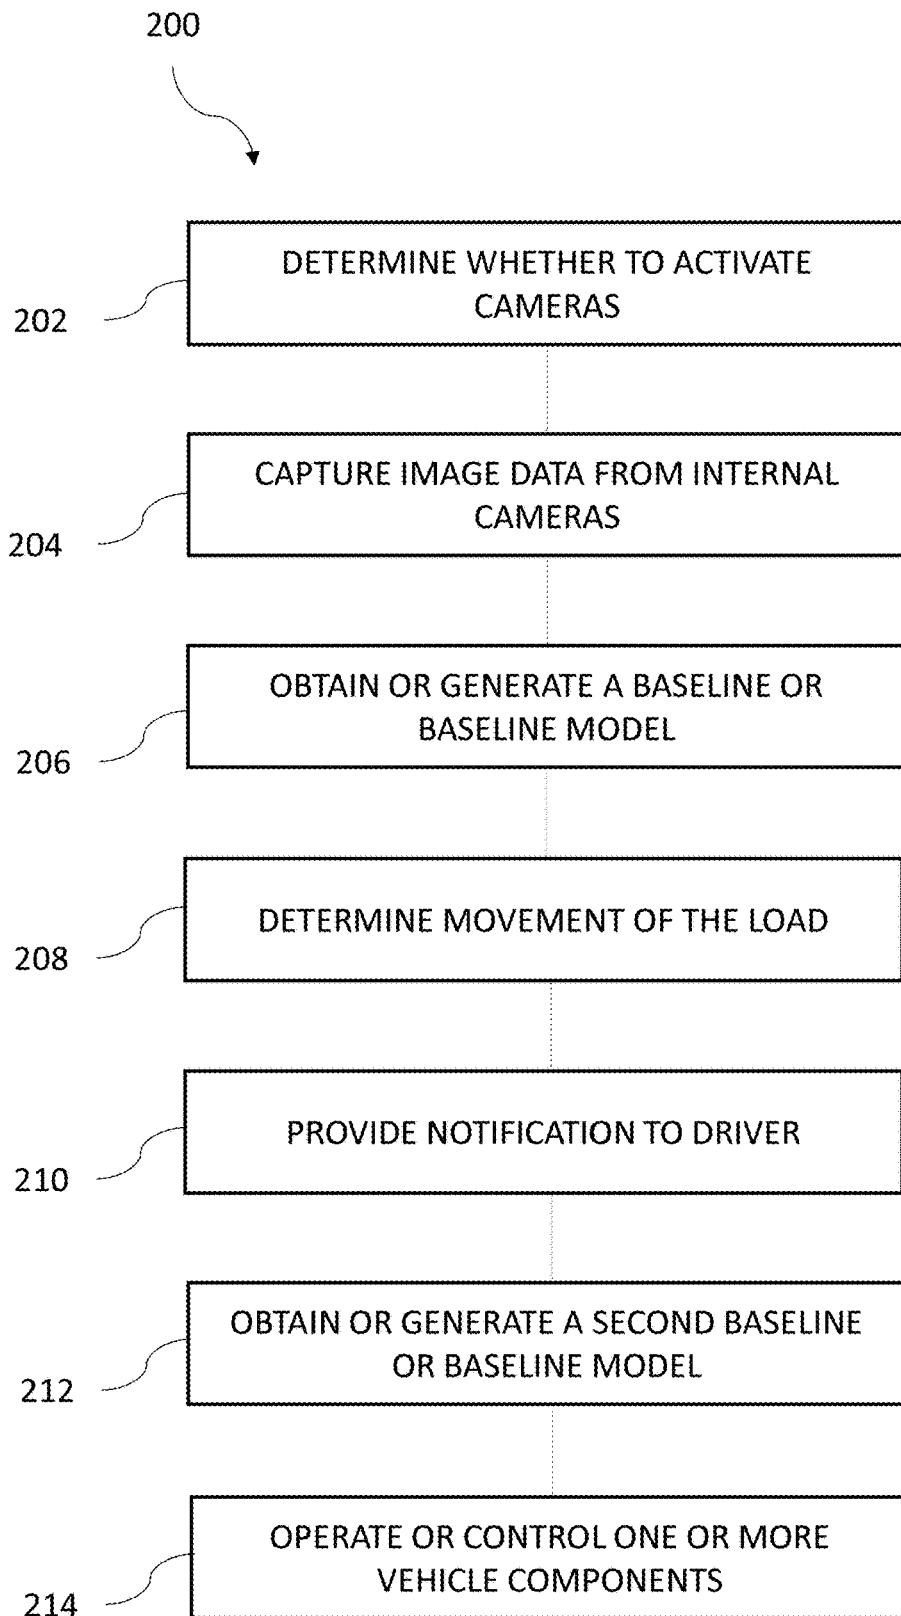 200
DETERMINE WHETHER TO ACTIVATE
CAMERAS
202
CAPTURE IMAGE DATA FROM INTERNAL
CAMERAS
204
OBTAIN OR GENERATE A BASELINE OR
BASELINE MODEL
206
DETERMINE MOVEMENT OF THE LOAD
208
PROVIDE NOTIFICATION TO DRIVER
210
OBTAIN OR GENERATE A SECOND BASELINE
OR BASELINE MODEL
212
OPERATE OR CONTROL ONE OR MORE
VEHICLE COMPONENTS
214